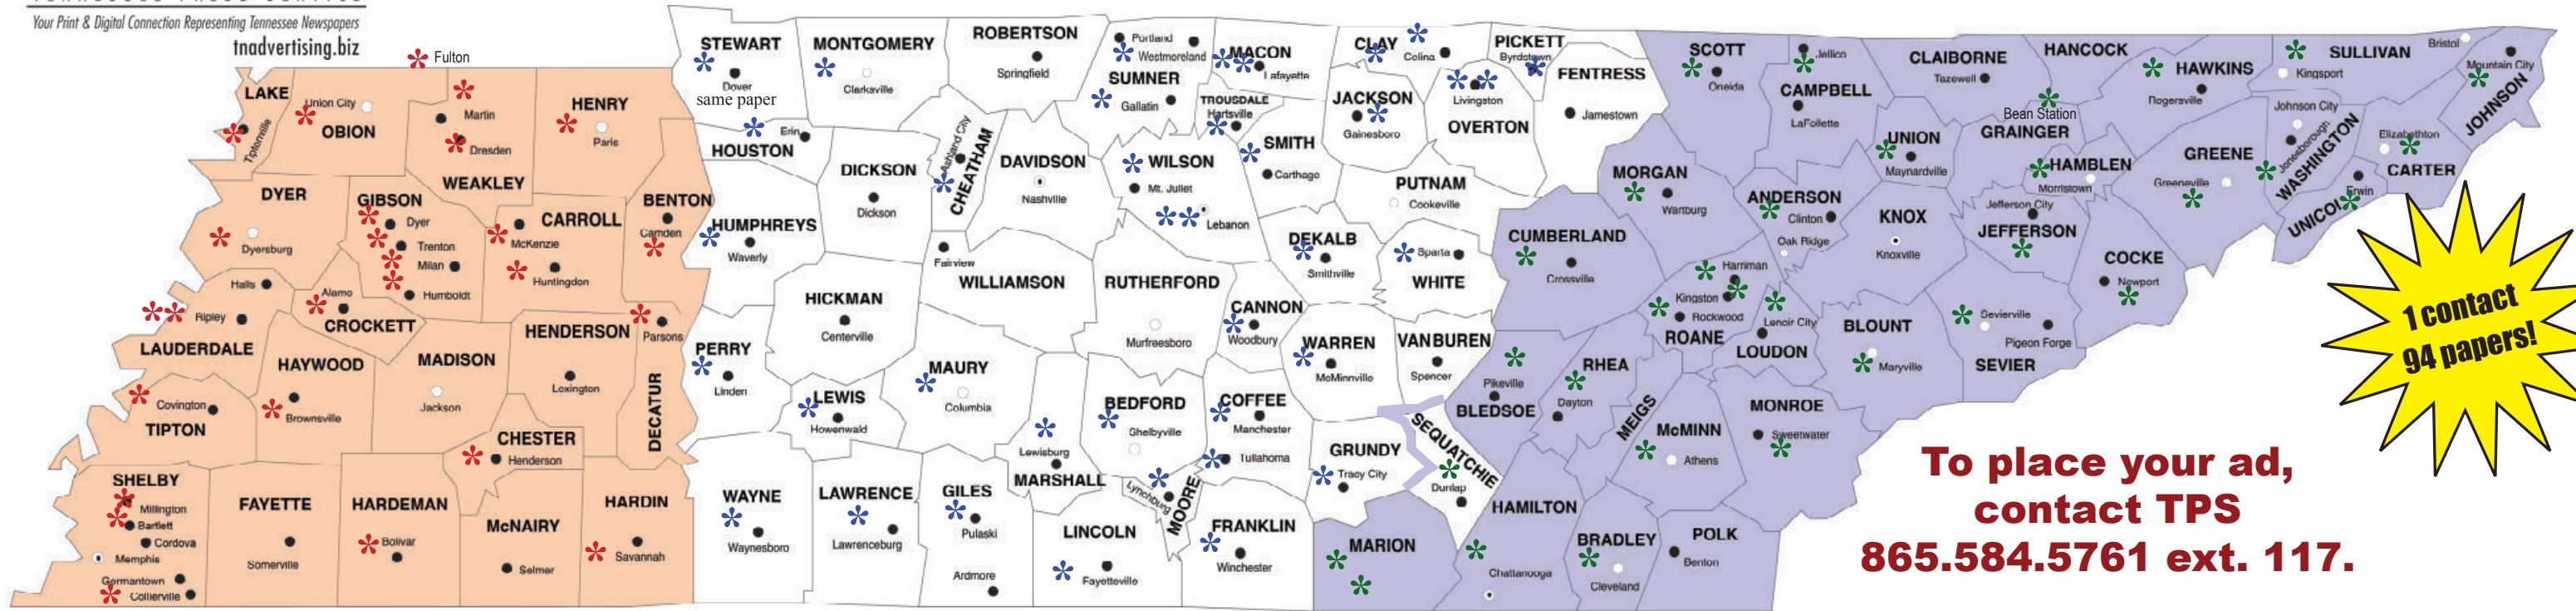 TENNESSEE PRESS SERVICE
Your Print & Digital Connection Representing Tennessee Newspapers
tnadvertising.biz
Fulton
LAKE
Tiptonville
Union City
OBION
Martin
Dresden
WEAKLEY
HENRY
Paris
DYER
Dyersburg
GIBSON
Dyer
Trenton
Milan
Humboldt
CARROLL
McKenzie
Huntingdon
BENTON
Camden
Halls
Ripley
LAUDERDALE
Alamo
CROCKETT
HAYWOOD
Brownsville
MADISON
Jackson
HENDERSON
Lexington
Parsons
DECATUR
Covington
TIPTON
CHESTER
Henderson
SHELBY
Millington
Bartlett
Cordova
Memphis
Germantown
Collierville
FAYETTE
Somerville
HARDEMAN
Bolivar
McNAIRY
Selmer
HARDIN
Savannah
STEWART
Dover
same paper
MONTGOMERY
Clarksville
ROBERTSON
Springfield
Portland
Westmoreland
SUMNER
Gallatin
MACON
Lafayette
TROUSDALE
Hartsville
CLAY
Celina
PICKETT
Byrdstown
FENTRESS
Jamestown
JACKSON
Gainesboro
Livingston
OVERTON
Erin
HOUSTON
DICKSON
Dickson
Ashland City
CHEATHAM
DAVIDSON
Nashville
WILSON
Mt. Juliet
Lebanon
SMITH
Carthage
PUTNAM
Cookeville
HUMPHREYS
Waverly
Fairview
WILLIAMSON
RUTHERFORD
Murfreesboro
DEKALB
Smithville
Sparta
WHITE
HICKMAN
Centerville
CANNON
Woodbury
PERRY
Linden
LEWIS
Hohenwald
MAURY
Columbia
WARREN
McMinnville
VAN BUREN
Spencer
BEDFORD
Shelbyville
COFFEE
Manchester
Tullahoma
Lewisburg
MARSHALL
Lynchburg
MOORE
GRUNDY
Tracy City
SEQUATCHIE
Dunlap
WAYNE
Waynesboro
LAWRENCE
Lawrenceburg
GILES
Pulaski
Ardmore
LINCOLN
Fayetteville
FRANKLIN
Winchester
MARION
SCOTT
Oneida
Jellico
CAMPBELL
LaFollette
CLAIBORNE
Tazewell
HANCOCK
HAWKINS
Rogersville
SULLIVAN
Kingsport
Bristol
Mountain City
JOHNSON
Bean Station
GRAINGER
UNION
Maynardville
HAMBLEN
Morristown
GREENE
Greeneville
Johnson City
Jonesborough
WASHINGTON
Elizabethton
CARTER
Erwin
UNICOI
MORGAN
Wartburg
ANDERSON
Clinton
Oak Ridge
KNOX
Knoxville
Jefferson City
JEFFERSON
COCKE
Newport
CUMBERLAND
Crossville
Harriman
Kingston
Rockwood
ROANE
Lenoir City
LOUDON
BLOUNT
Maryville
Sevierville
Pigeon Forge
SEVIER
Pikeville
BLEDSOE
RHEA
Dayton
MEIGS
McMINN
Athens
MONROE
Sweetwater
HAMILTON
Chattanooga
BRADLEY
Cleveland
POLK
Benton
1 contact
94 papers!
To place your ad,
contact TPS
865.584.5761 ext. 117.